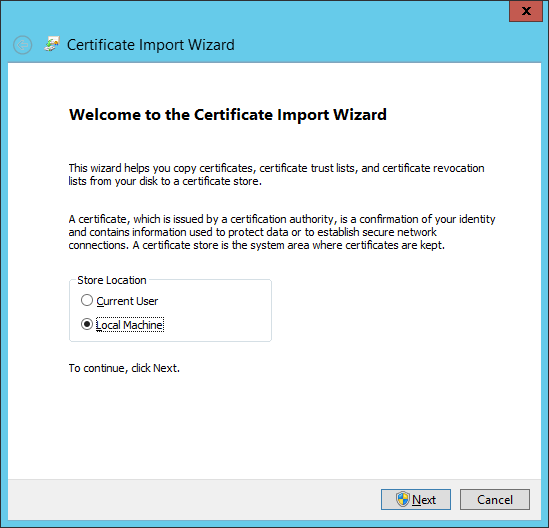 Certificate Import Wizard
Welcome to the Certificate Import Wizard
This wizard helps you copy certificates, certificate trust lists, and certificate revocation
lists from your disk to a certificate store.
A certificate, which is issued by a certification authority, is a confirmation of your identity
and contains information used to protect data or to establish secure network
connections. A certificate store is the system area where certificates are kept.
Store Location
Current User
Local Machine
To continue, click Next.
Next
Cancel